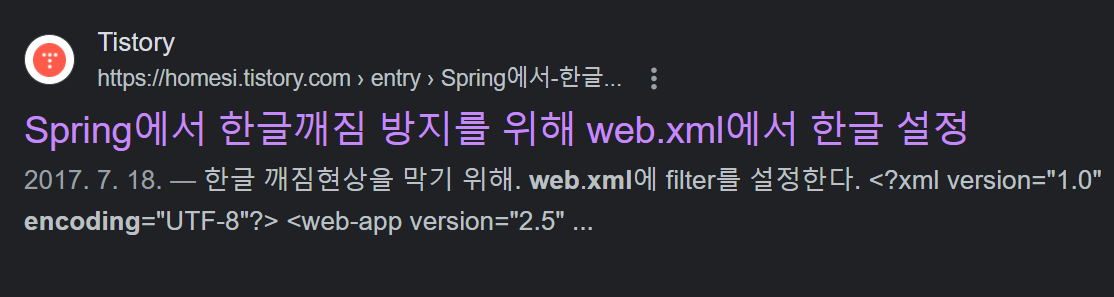 Tistory
https://homesi.tistory.com › entry › Spring에서-한글...
Spring에서 한글깨짐 방지를 위해 web.xml에서 한글 설정
2017. 7. 18. — 한글 깨짐현상을 막기 위해. web.xml에 filter를 설정한다. <?xml version="1.0"
encoding="UTF-8"?> <web-app version="2.5" ...